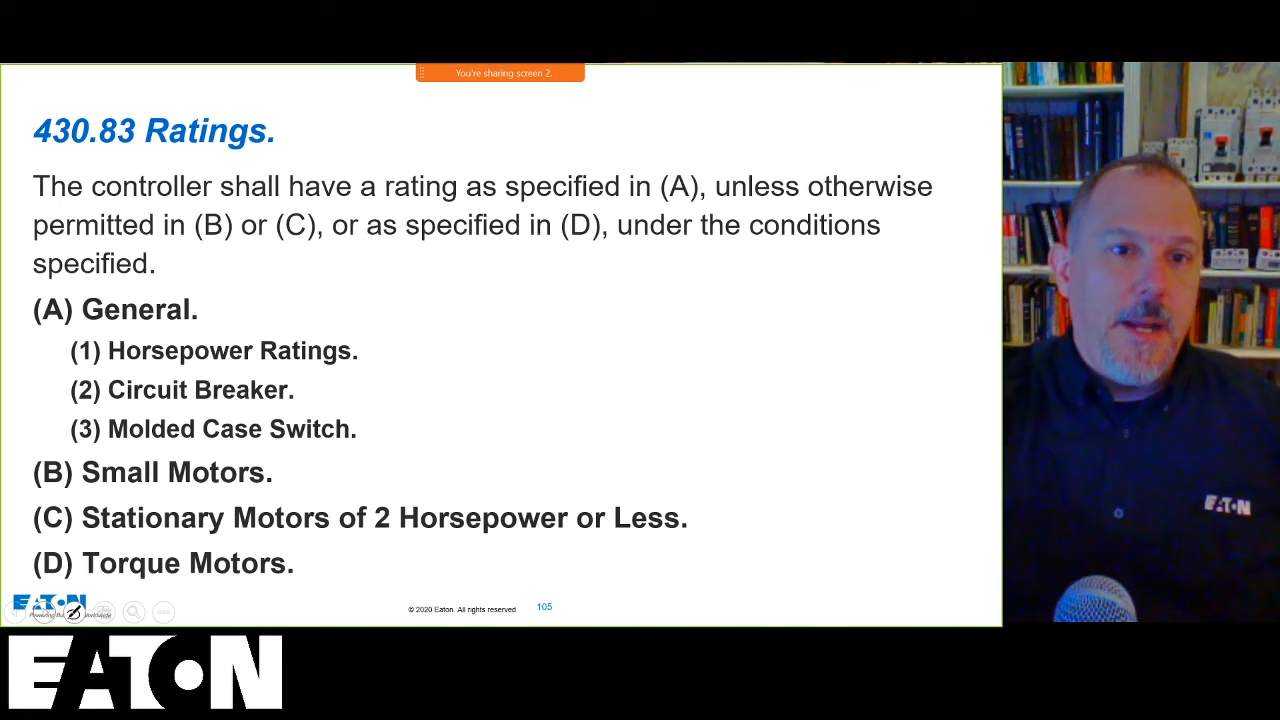 You're sharing screen 2.
430.83 Ratings.
The controller shall have a rating as specified in (A), unless otherwise
permitted in (B) or (C), or as specified in (D), under the conditions
specified.
(A) General.
(1) Horsepower Ratings.
(2) Circuit Breaker.
(3) Molded Case Switch.
(B) Small Motors.
(C) Stationary Motors of 2 Horsepower or Less.
(D) Torque Motors.
EATON
EATON
© 2020 Eaton. All rights reserved
105
EATON